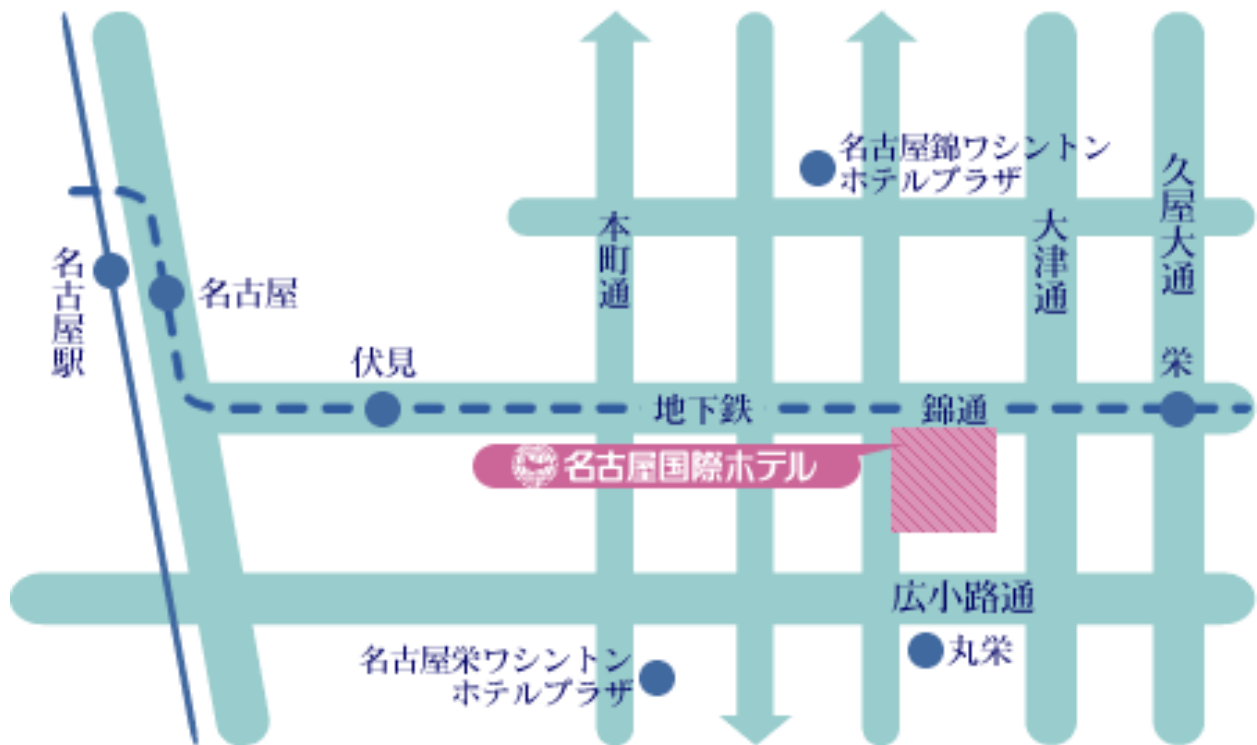 名古屋錦ワシントン
ホテルプラザ
久屋大通
本町通
大津通
名古屋駅
名古屋
伏見
栄
地下鉄
錦通
名古屋国際ホテル
広小路通
丸栄
名古屋栄ワシントン
ホテルプラザ